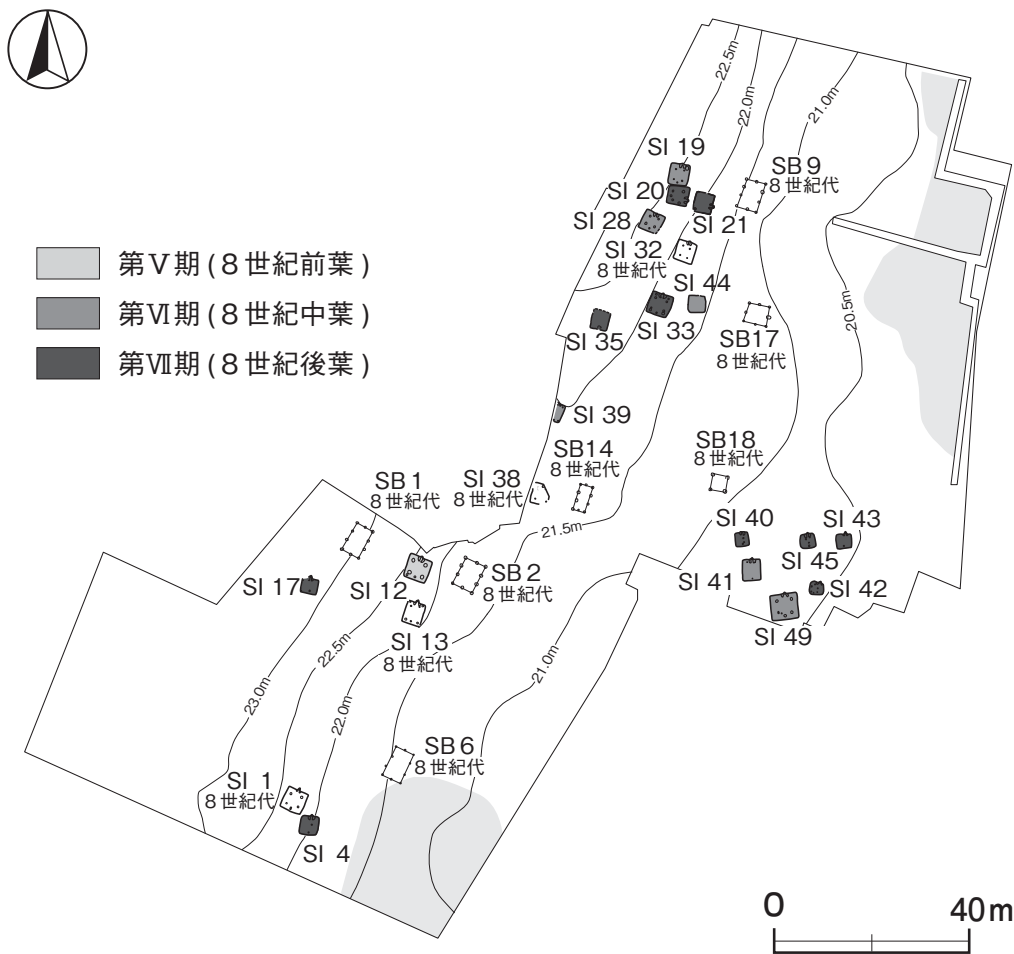 22.5m
22.0m
21.0m
SI 19
SB 9
8世紀代
SI 20
SI 28
SI 21
SI 32
8世紀代
SI 44
第Ⅴ期(8世紀前葉)
第Ⅵ期(8世紀中葉)
第Ⅶ期(8世紀後葉)
20.5m
SI 35
SI 33
SB17
8世紀代
SI 39
SB18
8世紀代
SB14
8世紀代
SB 1
8世紀代
SI 38
8世紀代
21.5m
SI 40
SI 43
SI 45
SI 17
SI 12
SB 2
8世紀代
SI 41
SI 42
SI 49
SI 13
8世紀代
22.5m
21.0m
23.0m
22.0m
SB 6
8世紀代
SI 1
8世紀代
SI 4
0
40m